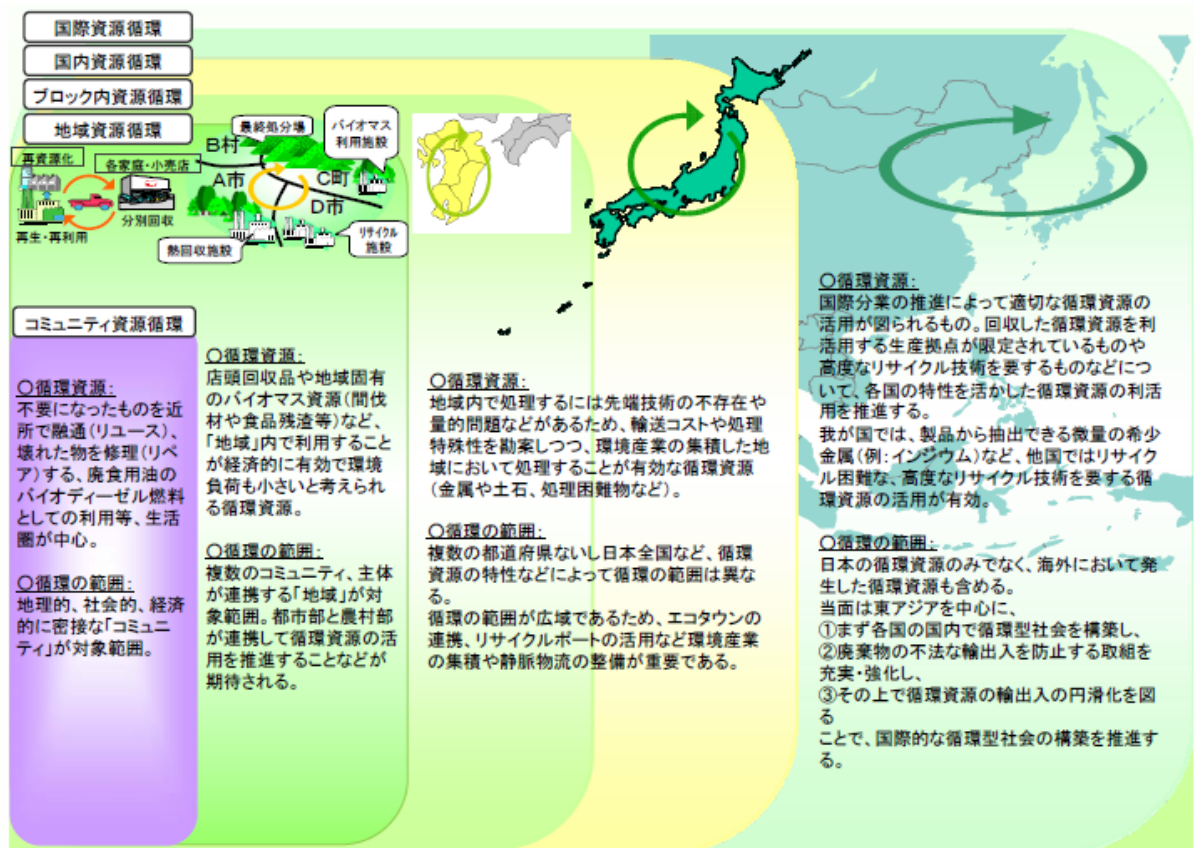 国際資源循環
国内資源循環
ブロック内資源循環
地域資源循環
再資源化
各家庭・小売店
分別回収
再生・再利用
最終処分場
バイオマス
利用施設
B村
A市
C町
D市
熱回収施設
リサイクル
施設
コミュニティ資源循環
○循環資源:
不要になったものを近
所で融通(リユース)、
壊れた物を修理(リペ
ア)する、廃食用油の
バイオディーゼル燃料
としての利用等、生活
圏が中心。
○循環の範囲:
地理的、社会的、経済
的に密接な「コミュニ
ティ」が対象範囲。
○循環資源:
店頭回収品や地域固有
のバイオマス資源(間伐
材や食品残渣等)など、
「地域」内で利用すること
が経済的に有効で環境
負荷も小さいと考えられ
る循環資源。
○循環の範囲:
複数のコミュニティ、主体
が連携する「地域」が対
象範囲。都市部と農村部
が連携して循環資源の活
用を推進することなどが
期待される。
○循環資源:
地域内で処理するには先端技術の不存在や
量的問題などがあるため、輸送コストや処理
特殊性を勘案しつつ、環境産業の集積した地
域において処理することが有効な循環資源
(金属や土石、処理困難物など)。
○循環の範囲:
複数の都道府県ないし日本全国など、循環
資源の特性などによって循環の範囲は異な
る。
循環の範囲が広域であるため、エコタウンの
連携、リサイクルポートの活用など環境産業
の集積や静脈物流の整備が重要である。
○循環資源:
国際分業の推進によって適切な循環資源の
活用が図られるもの。回収した循環資源を利
活用する生産拠点が限定されているものや
高度なリサイクル技術を要するものなどにつ
いて、各国の特性を活かした循環資源の利活
用を推進する。
我が国では、製品から抽出できる微量の希少
金属(例:インジウム)など、他国ではリサイク
ル困難な、高度なリサイクル技術を要する循
環資源の活用が有効。
○循環の範囲:
日本の循環資源のみでなく、海外において発
生した循環資源も含める。
当面は東アジアを中心に、
①まず各国の国内で循環型社会を構築し、
②廃棄物の不法な輸出入を防止する取組を
充実・強化し、
③その上で循環資源の輸出入の円滑化を図
る
ことで、国際的な循環型社会の構築を推進す
る。